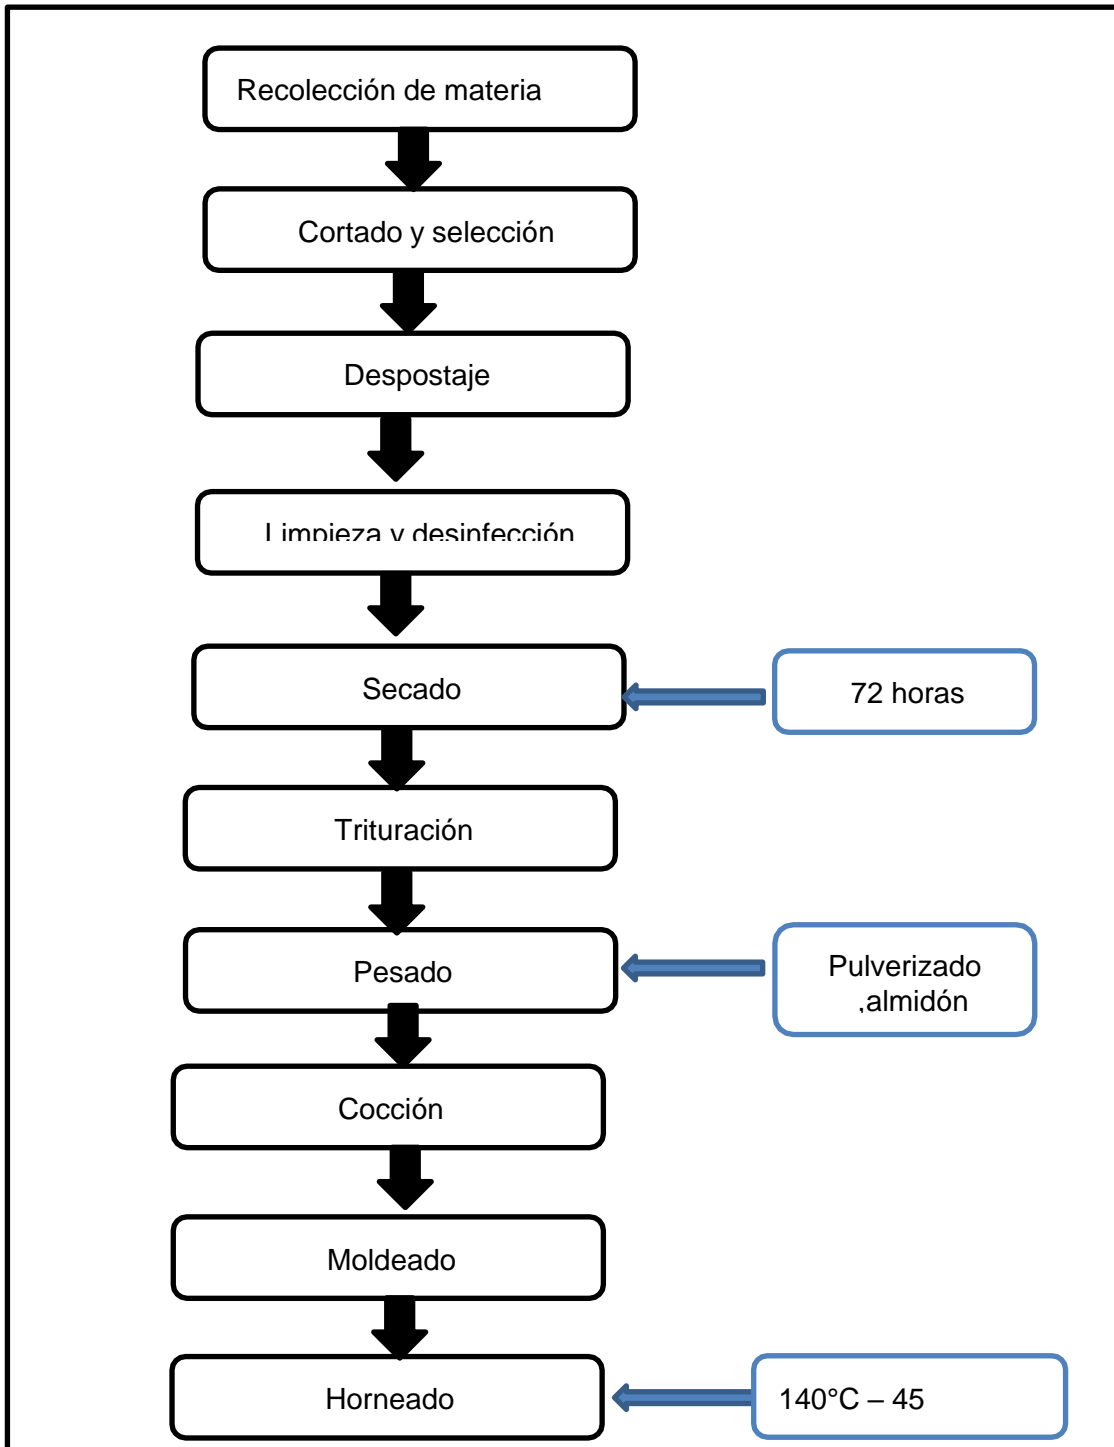 Recolección de materia
Cortado y selección
Despostaje
Limpieza y desinfección
Secado
72 horas
Trituración
Pesado
Pulverizado
,almidón
Cocción
Moldeado
Horneado
140°C – 45